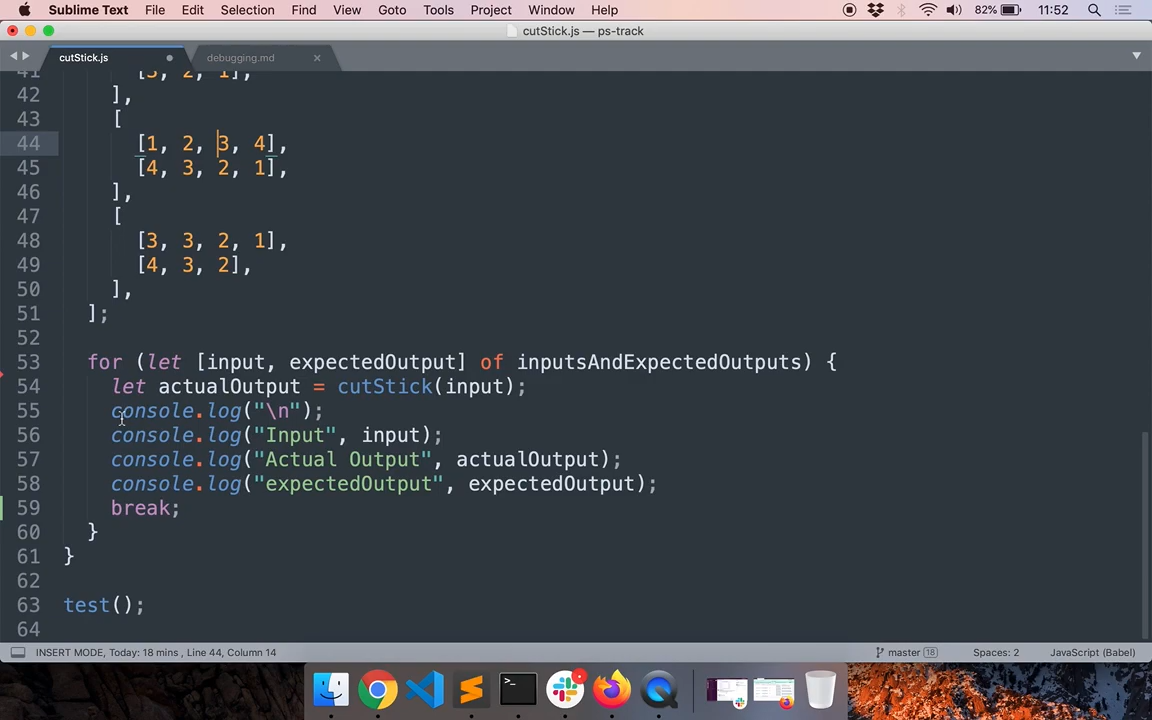 Sublime Text File Edit Selection Find View Goto Tools Project Window Help 82% 11:52
cutStick.js — ps-track
cutStick.js debugging.md
41 [3, 2, 1],
42 ],
43 [
44 [1, 2, 3, 4],
45 [4, 3, 2, 1],
46 ],
47 [
48 [3, 3, 2, 1],
49 [4, 3, 2],
50 ],
51 ];
52
53 for (let [input, expectedOutput] of inputsAndExpectedOutputs) {
54 let actualOutput = cutStick(input);
55 console.log("\n");
56 console.log("Input", input);
57 console.log("Actual Output", actualOutput);
58 console.log("expectedOutput", expectedOutput);
59 break;
60 }
61 }
62
63 test();
64
INSERT MODE, Today: 18 mins , Line 44, Column 14 master 18 Spaces: 2 JavaScript (Babel)